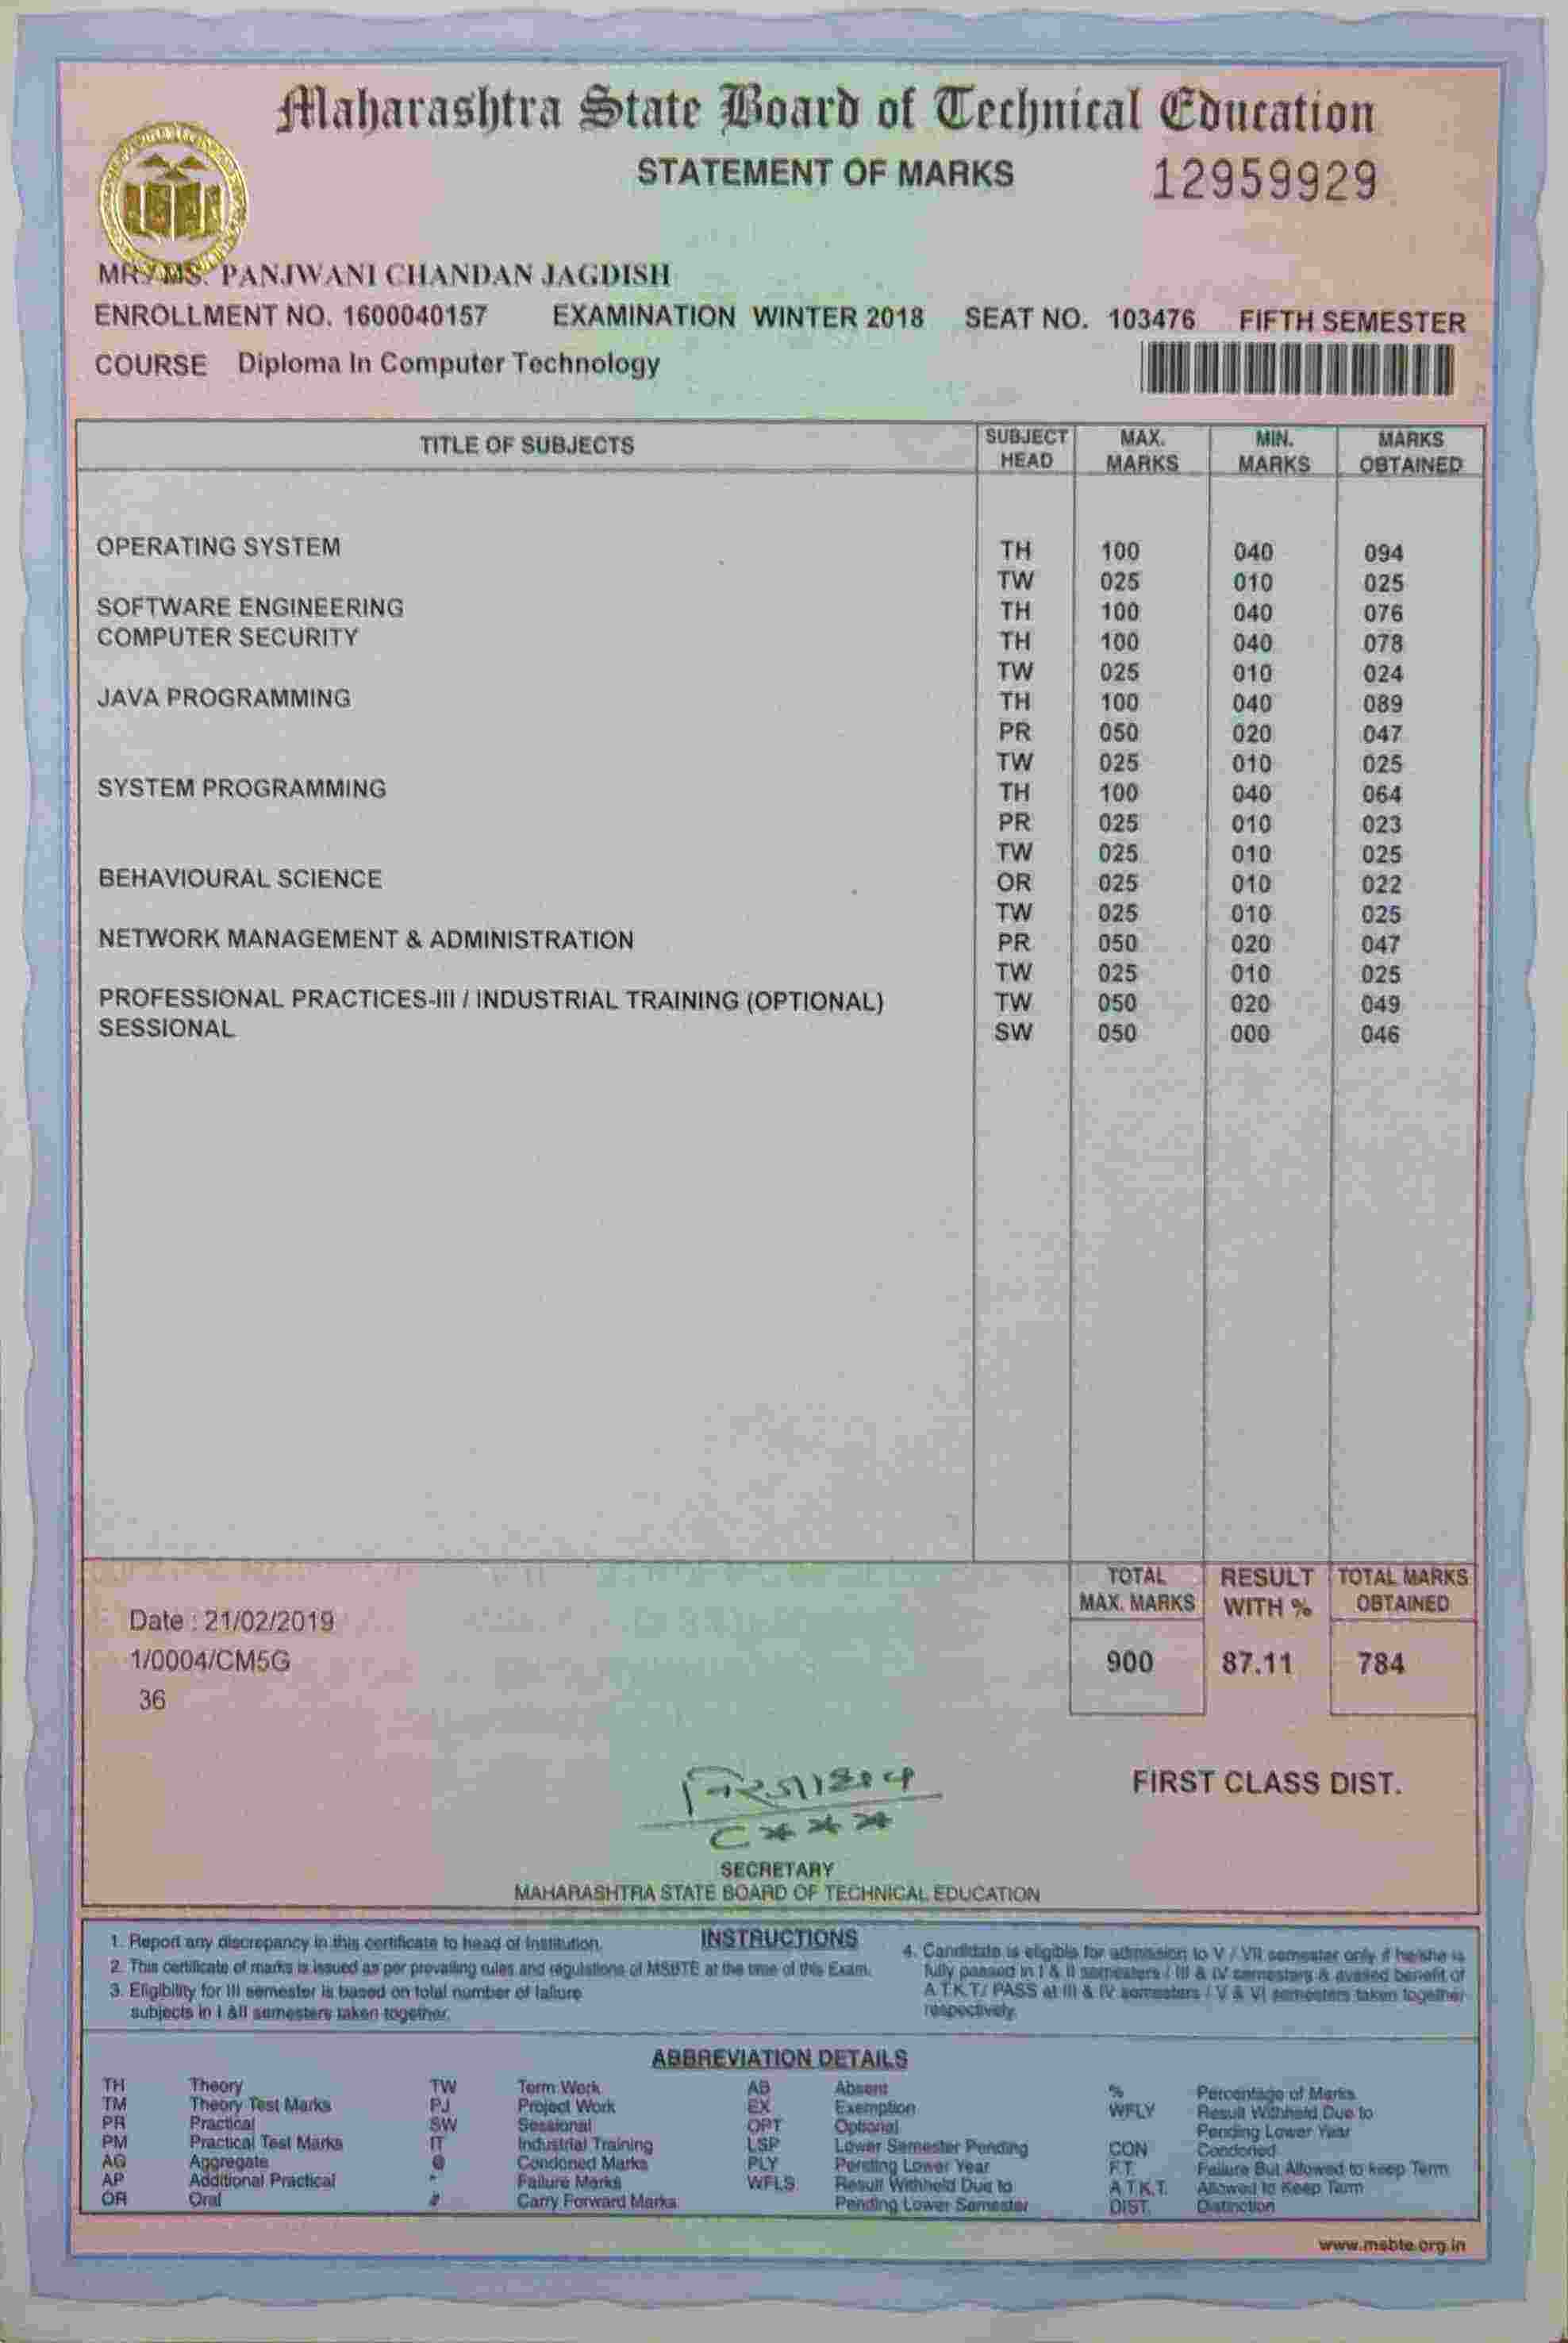 Maharashtra State Board of Technical Education
STATEMENT OF MARKS 12959929
MR./MS. PANJWANI CHANDAN JAGDISH
ENROLLMENT NO. 1600040157 EXAMINATION WINTER 2018 SEAT NO. 103476 FIFTH SEMESTER
COURSE Diploma In Computer Technology
TITLE OF SUBJECTS SUBJECT HEAD MAX. MARKS MIN. MARKS MARKS OBTAINED
OPERATING SYSTEM TH 100 040 094
TW 025 010 025
SOFTWARE ENGINEERING TH 100 040 076
COMPUTER SECURITY TH 100 040 078
TW 025 010 024
JAVA PROGRAMMING TH 100 040 089
PR 050 020 047
TW 025 010 025
SYSTEM PROGRAMMING TH 100 040 064
PR 025 010 023
TW 025 010 025
BEHAVIOURAL SCIENCE OR 025 010 022
TW 025 010 025
NETWORK MANAGEMENT & ADMINISTRATION PR 050 020 047
TW 025 010 025
PROFESSIONAL PRACTICES-III / INDUSTRIAL TRAINING (OPTIONAL) TW 050 020 049
SESSIONAL SW 050 000 046
TOTAL MAX. MARKS RESULT WITH % TOTAL MARKS OBTAINED
900 87.11 784
Date : 21/02/2019
1/0004/CM5G
36
FIRST CLASS DIST.
SECRETARY
MAHARASHTRA STATE BOARD OF TECHNICAL EDUCATION
INSTRUCTIONS
1. Report any discrepancy in this certificate to head of Institution.
2. This certificate of marks is issued as per prevailing rules and regulations of MSBTE at the time of this Exam.
3. Eligibility for III semester is based on total number of failure
subjects in I &II semesters taken together.
4. Candidate is eligible for admission to V / VII semester only if he/she is
fully passed in I & II semesters / III & IV semesters & availed benefit of
A.T.K.T./ PASS at III & IV semesters / V & VI semesters taken together
respectively.
ABBREVIATION DETAILS
TH Theory TW Term Work AB Absent % Percentage of Marks
TM Theory Test Marks PJ Project Work EX Exemption WFLY Result Withheld Due to
Pending Lower Year
PR Practical SW Sessional OPT Optional
PM Practical Test Marks IT Industrial Training LSP Lower Semester Pending CON Condoned
AG Aggregate @ Condoned Marks PLY Pending Lower Year F.T. Failure But Allowed to keep Term
AP Additional Practical * Failure Marks WFLS Result Withheld Due to A.T.K.T. Allowed to Keep Term
Pending Lower Semester
OR Oral # Carry Forward Marks DIST. Distinction
www.msbte.org.in